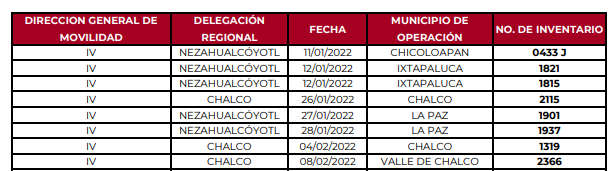 DIRECCION GENERAL DE MOVILIDAD | DELEGACIÓN REGIONAL | FECHA | MUNICIPIO DE OPERACIÓN | NO. DE INVENTARIO
IV | NEZAHUALCÓYOTL | 11/01/2022 | CHICOLOAPAN | 0433 J
IV | NEZAHUALCÓYOTL | 12/01/2022 | IXTAPALUCA | 1821
IV | NEZAHUALCÓYOTL | 12/01/2022 | IXTAPALUCA | 1815
IV | CHALCO | 26/01/2022 | CHALCO | 2115
IV | NEZAHUALCÓYOTL | 27/01/2022 | LA PAZ | 1901
IV | NEZAHUALCÓYOTL | 28/01/2022 | LA PAZ | 1937
IV | CHALCO | 04/02/2022 | CHALCO | 1319
IV | CHALCO | 08/02/2022 | VALLE DE CHALCO | 2366